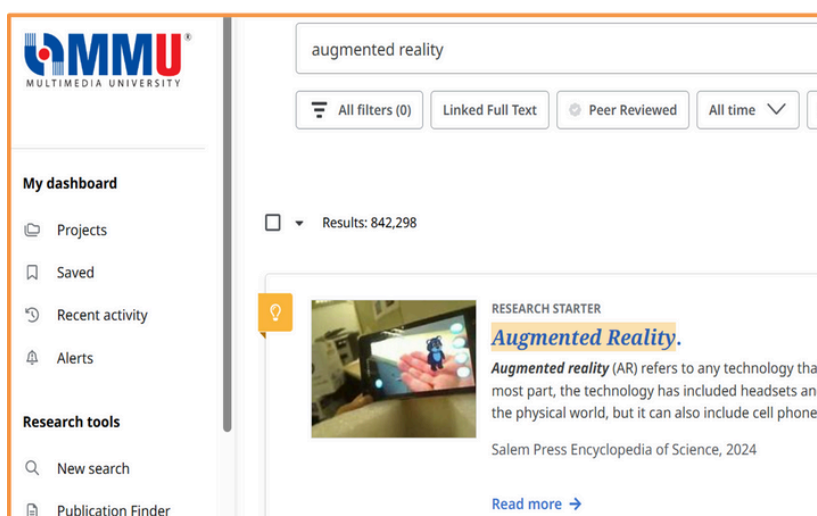 MMU®
MULTIMEDIA UNIVERSITY
My dashboard
Projects
Saved
Recent activity
Alerts
Research tools
New search
Publication Finder
augmented reality
All filters (0)
Linked Full Text
Peer Reviewed
All time
Results: 842,298
RESEARCH STARTER
Augmented Reality.
Augmented reality (AR) refers to any technology
most part, the technology has included headsets
the physical world, but it can also include cell phone
Salem Press Encyclopedia of Science, 2024
Read more →